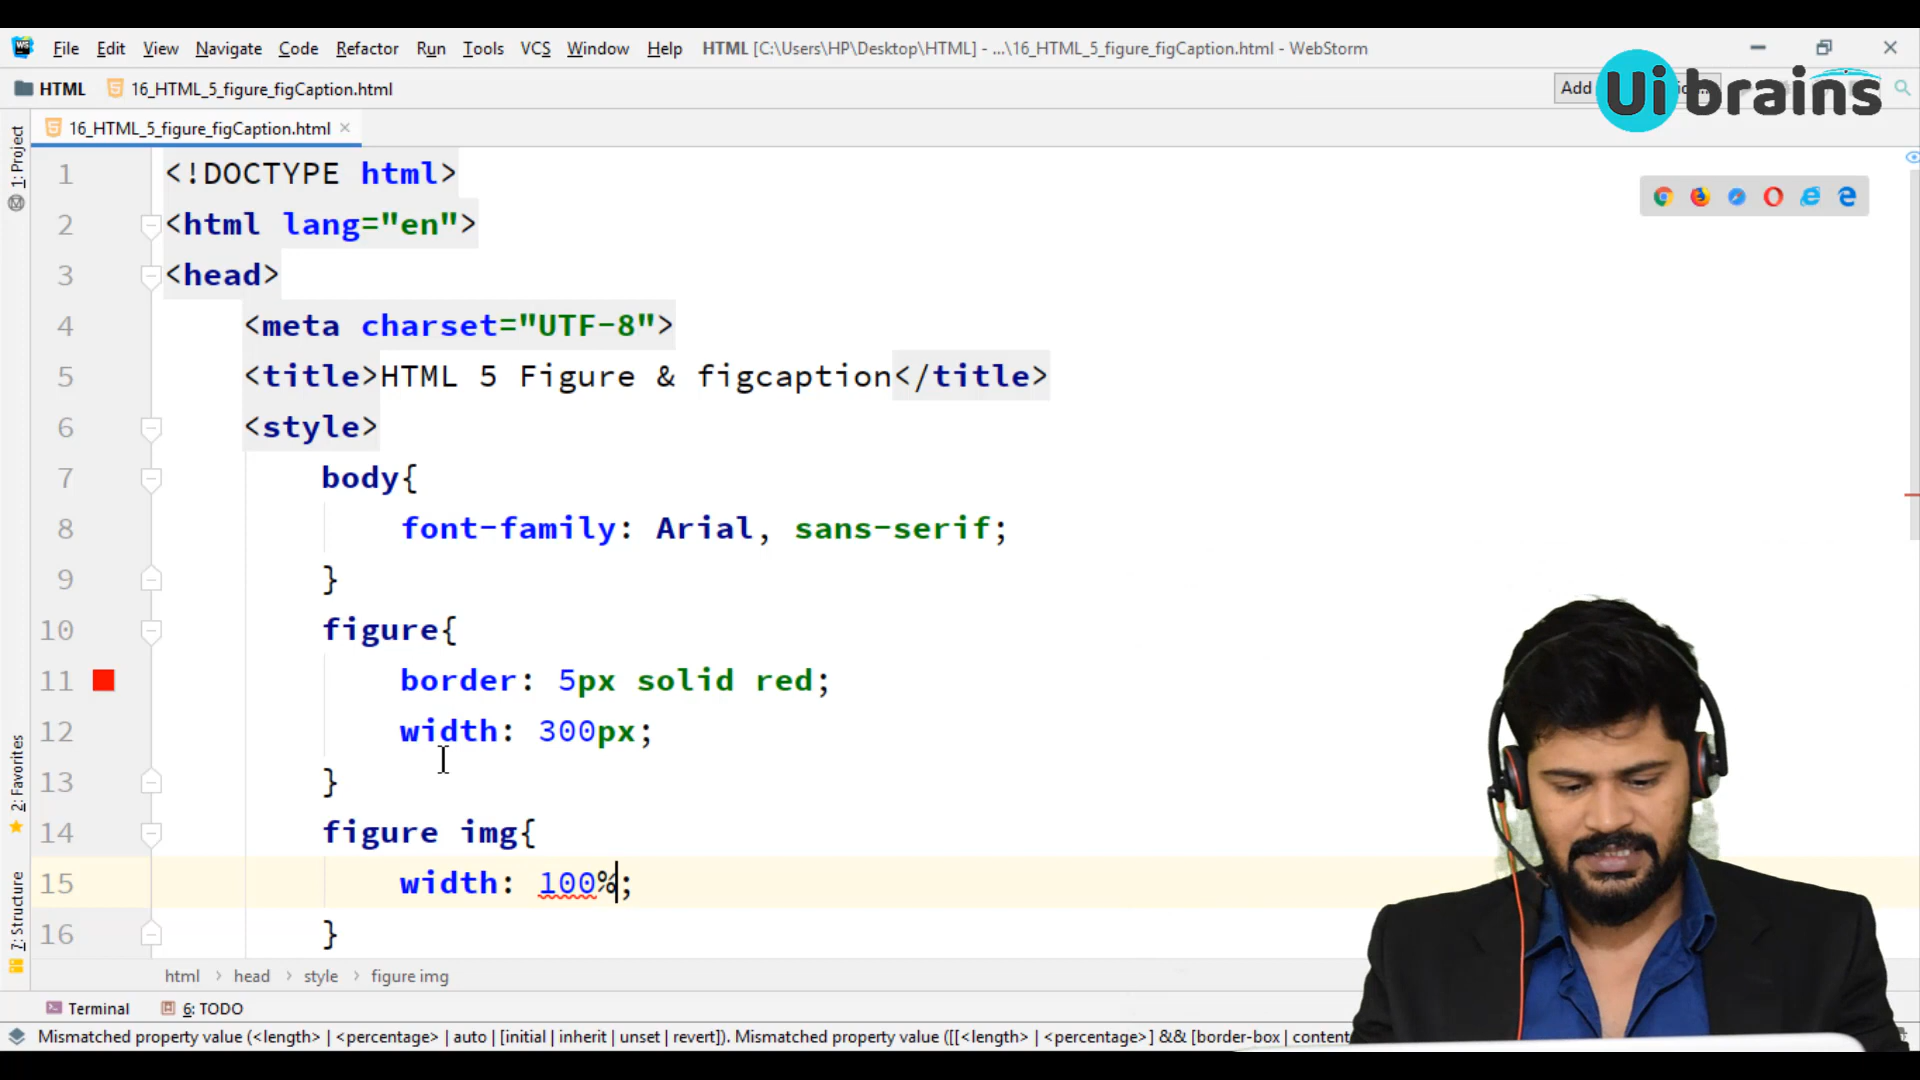 File Edit View Navigate Code Refactor Run Tools VCS Window Help HTML [C:\Users\HP\Desktop\HTML] - ...\16_HTML_5_figure_figCaption.html - WebStorm
HTML 16_HTML_5_figure_figCaption.html
Add
Ui brains
16_HTML_5_figure_figCaption.html
1: Project
2: Favorites
7: Structure
1 <!DOCTYPE html>
2 <html lang="en">
3 <head>
4 <meta charset="UTF-8">
5 <title>HTML 5 Figure & figcaption</title>
6 <style>
7 body{
8 font-family: Arial, sans-serif;
9 }
10 figure{
11 border: 5px solid red;
12 width: 300px;
13 }
14 figure img{
15 width: 100%;
16 }
html > head > style > figure img
Terminal 6: TODO
Mismatched property value (<length> | <percentage> | auto | [initial | inherit | unset | revert]). Mismatched property value ([[<length> | <percentage>] && [border-box | content